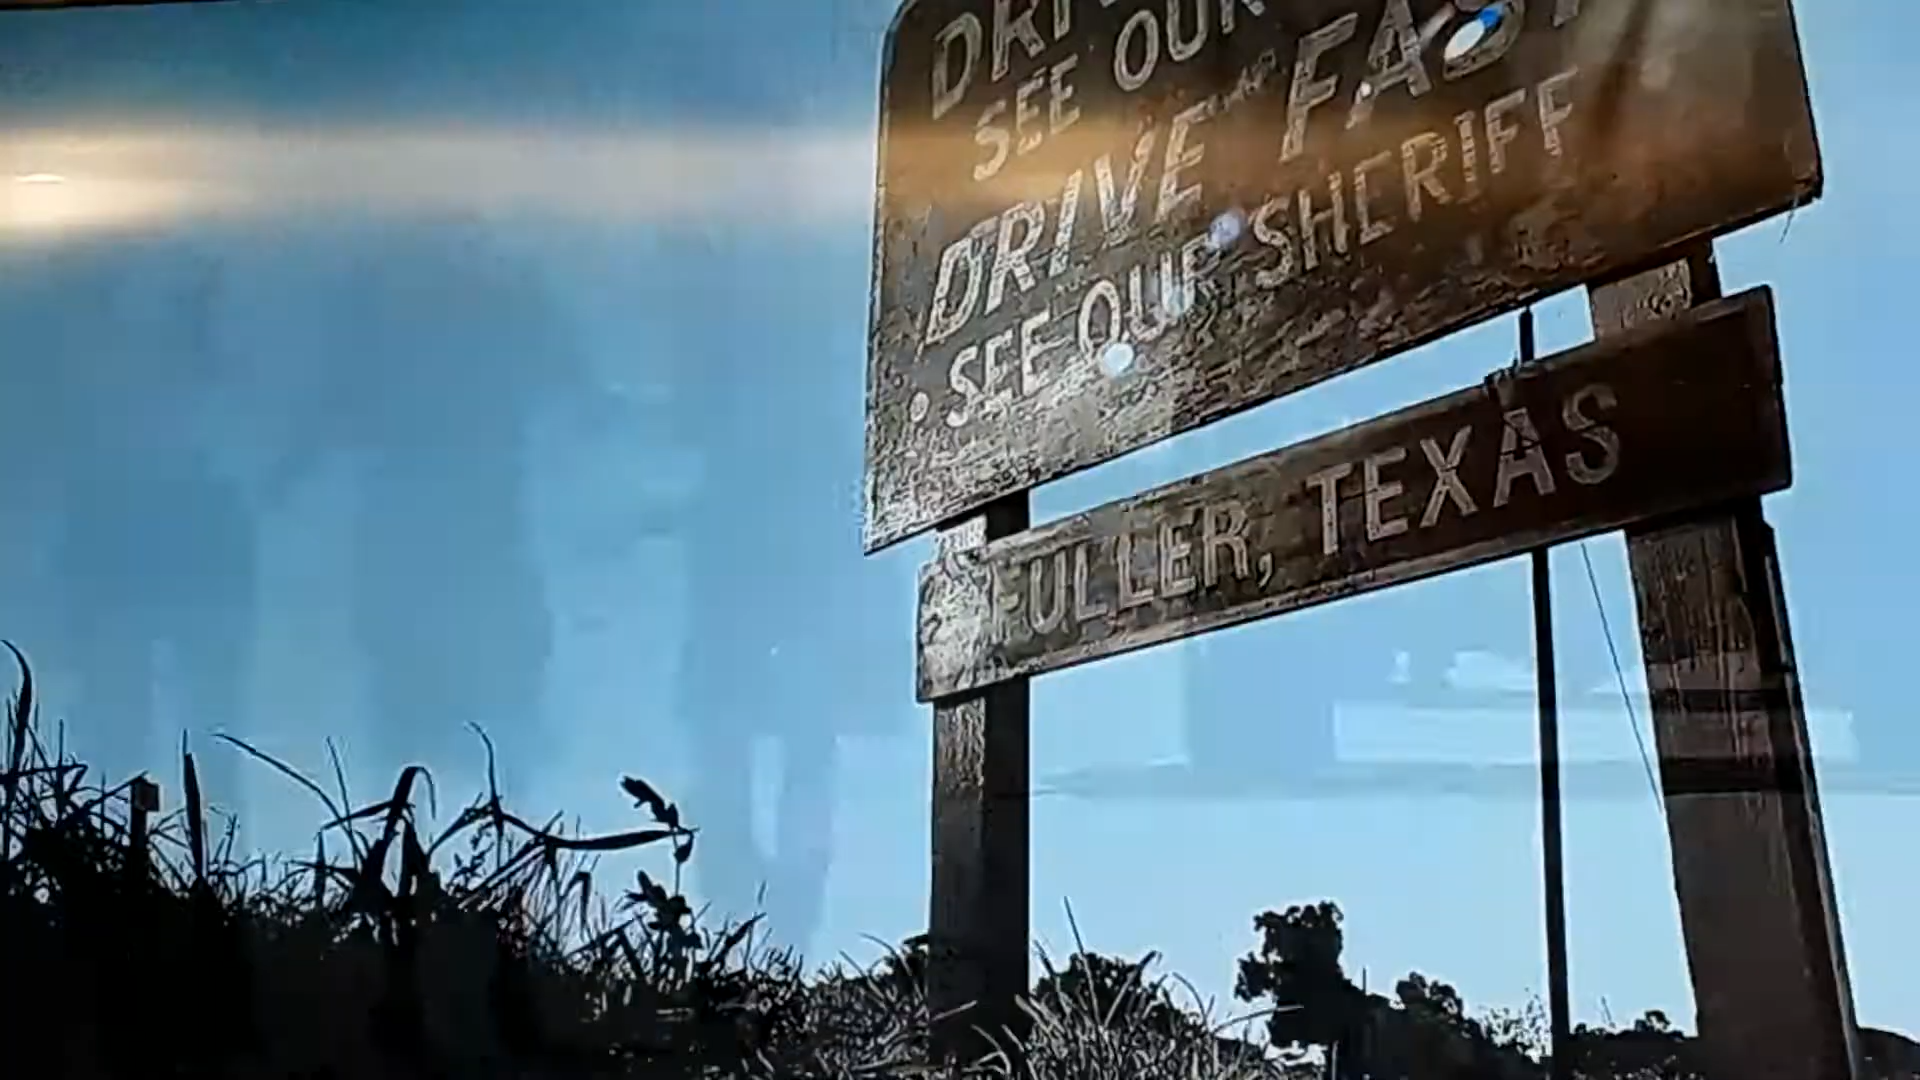 SEE OUR
DRIVE FAST
• SEE OUR SHERIFF
FULLER, TEXAS